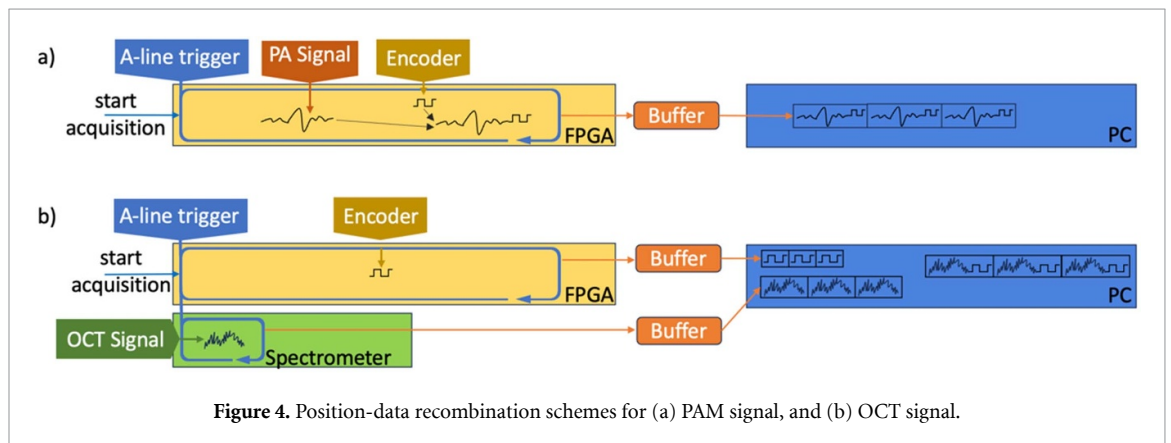 a)
A-line trigger
PA Signal
Encoder
start
acquisition
FPGA
Buffer
PC
b)
A-line trigger
Encoder
start
acquisition
FPGA
Buffer
PC
OCT Signal
Spectrometer
Buffer
Figure 4. Position-data recombination schemes for (a) PAM signal, and (b) OCT signal.